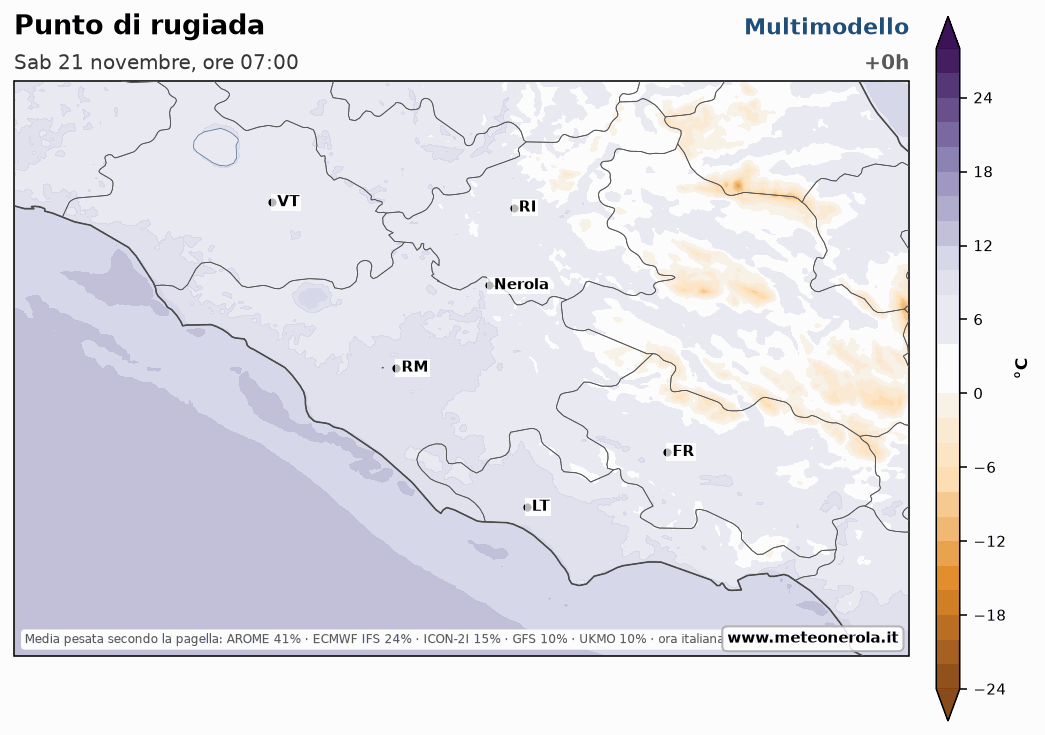 Punto di rugiada
Multimodello
Sab 21 novembre, ore 07:00
+0h
VT
RI
Nerola
RM
FR
LT
24
18
12
6
0
−6
−12
−18
−24
°C
Media pesata secondo la pagella: AROME 41% · ECMWF IFS 24% · ICON-2I 15% · GFS 10% · UKMO 10% · ora italiana
www.meteonerola.it